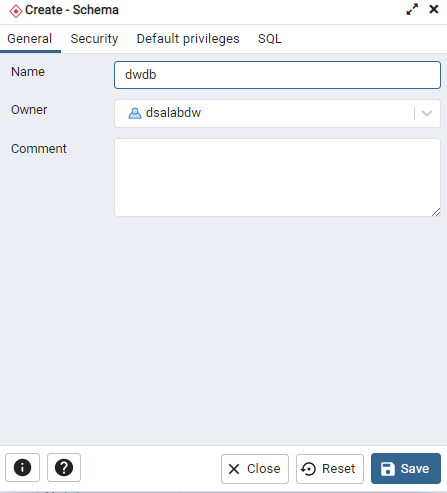 Create - Schema
General Security Default privileges SQL
Name dwdb
Owner dsalabdw
Comment
Close Reset Save